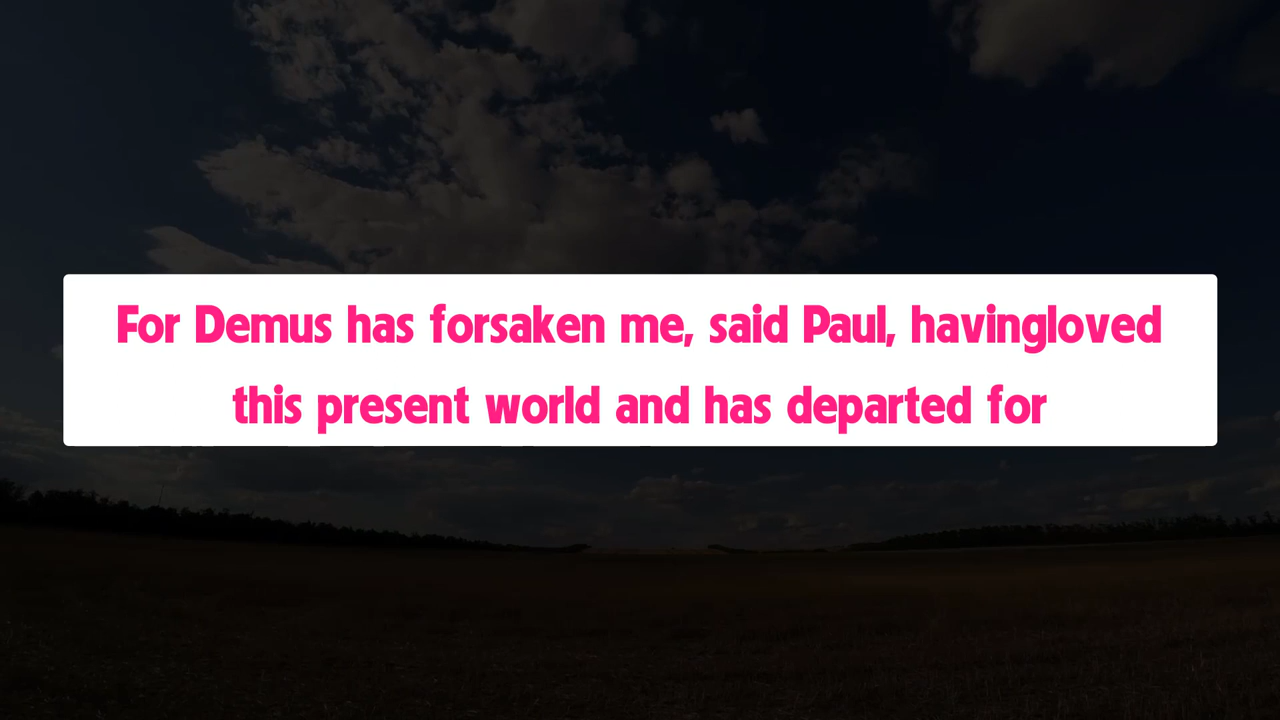 For Demus has forsaken me, said Paul, havingloved
this present world and has departed for